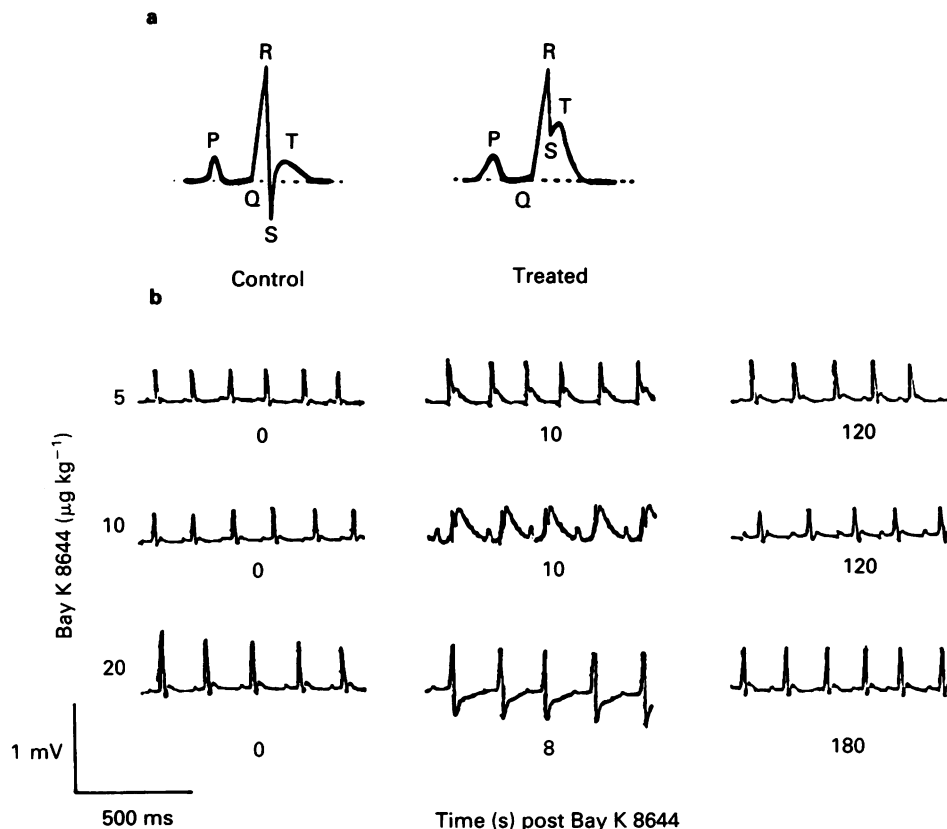 a
R
P
T
Q
S
Control
R
T
P
S
Q
Treated
b
Bay K 8644 (μg kg⁻¹)
5
0
10
120
10
0
10
120
20
0
8
180
1 mV
500 ms
Time (s) post Bay K 8644